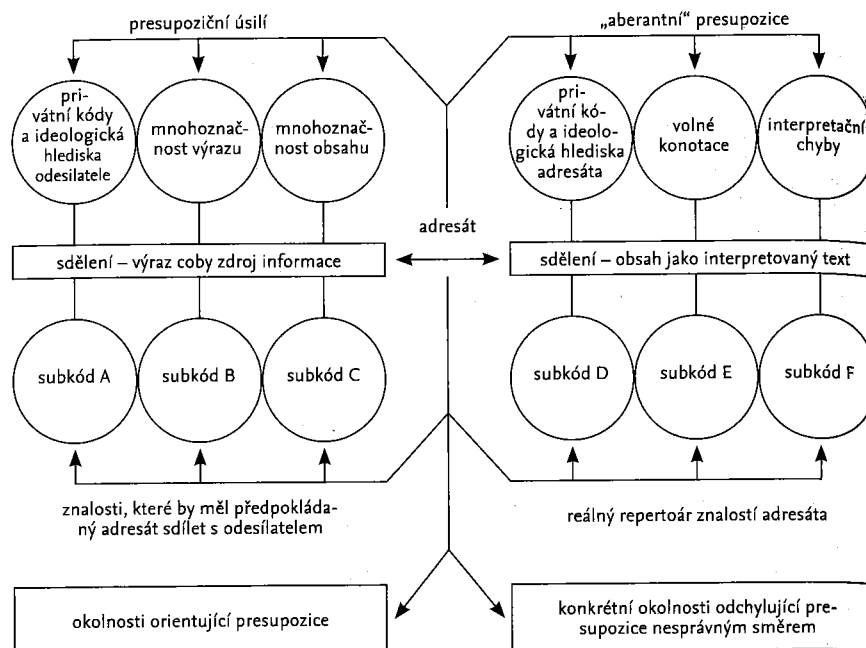 presupoziční úsilí
„aberantní“ presupozice
pri-
vátní kódy
a ideologická
hlediska
odesilatele
mnohoznač-
nost výrazu
mnohoznač-
nost obsahu
pri-
vátní kó-
dy a ideolo-
gická hlediska
adresáta
volné
konotace
interpretační
chyby
adresát
sdělení – výraz coby zdroj informace
sdělení – obsah jako interpretovaný text
subkód A
subkód B
subkód C
subkód D
subkód E
subkód F
znalosti, které by měl předpokláda-
ný adresát sdílet s odesílatelem
reálný repertoár znalostí adresáta
okolnosti orientující presupozice
konkrétní okolnosti odchylující pre-
supozice nesprávným směrem